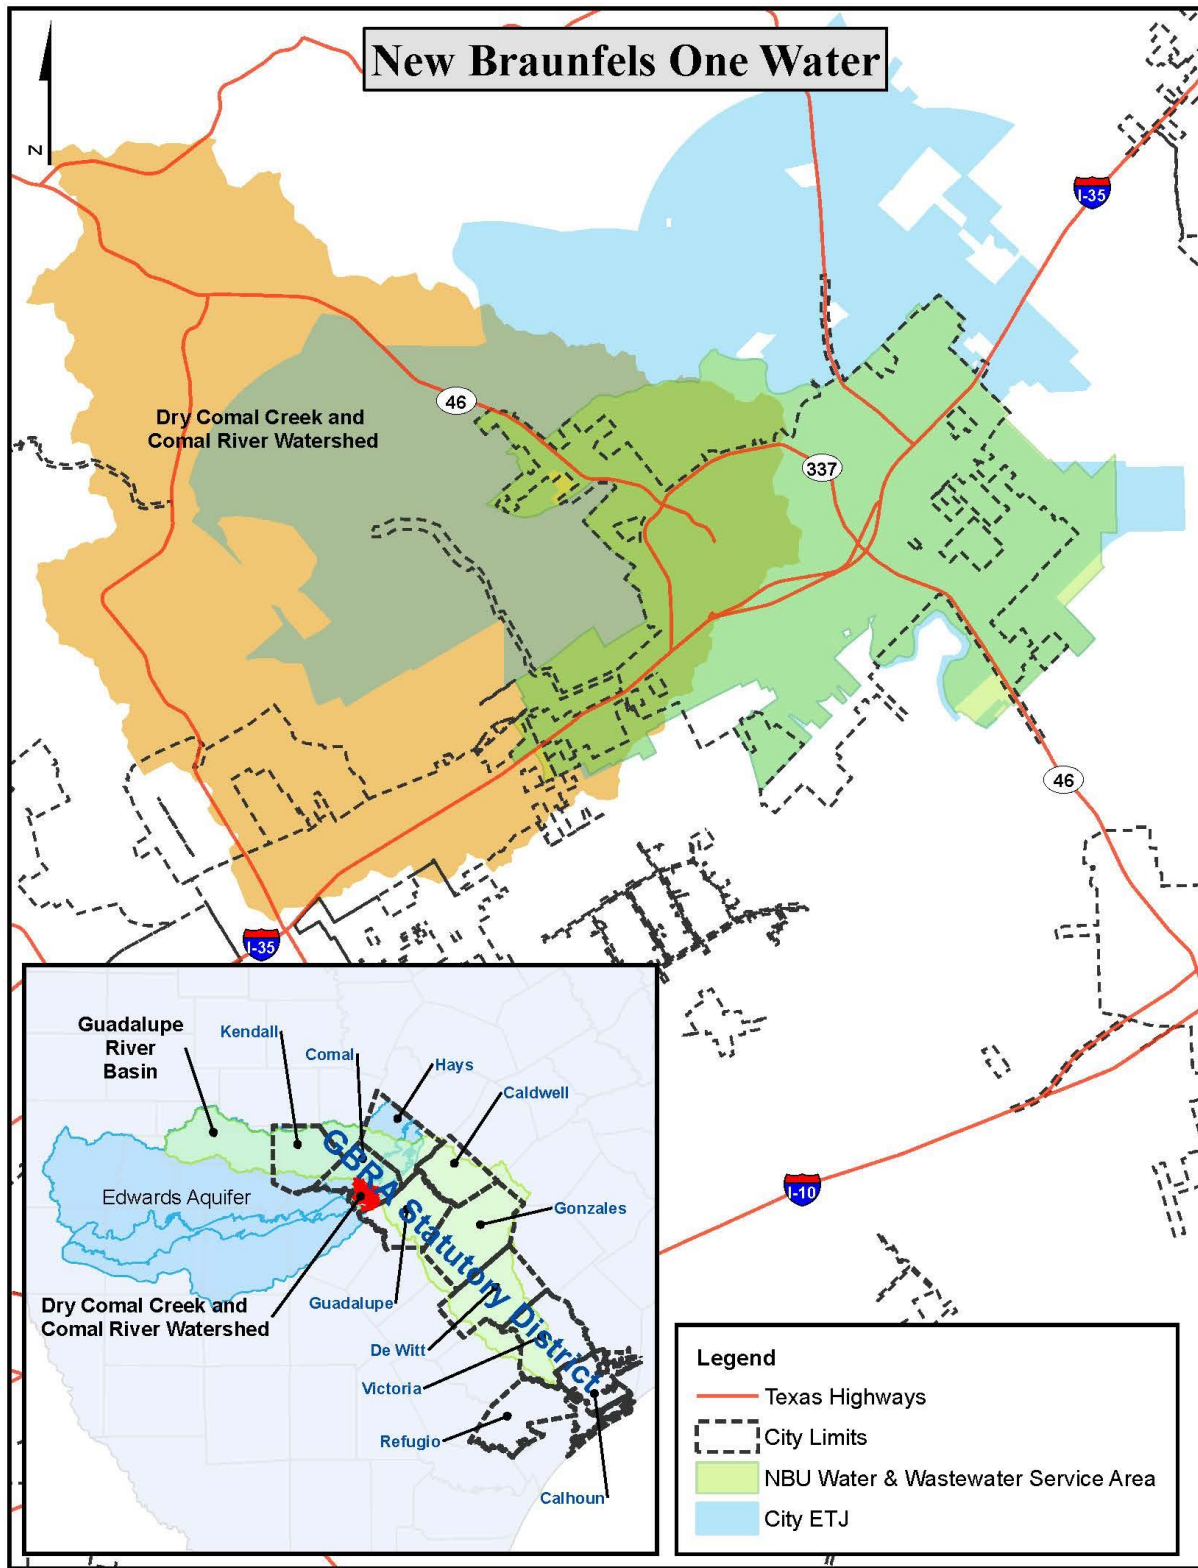 New Braunfels One Water
N
I-35
Dry Comal Creek and
Comal River Watershed
46
337
46
I-35
I-10
Guadalupe
River
Basin
Kendall
Comal
Hays
Caldwell
Edwards Aquifer
GBRA Statutory District
Gonzales
Dry Comal Creek and
Comal River Watershed
Guadalupe
De Witt
Victoria
Refugio
Calhoun
Legend
Texas Highways
City Limits
NBU Water & Wastewater Service Area
City ETJ